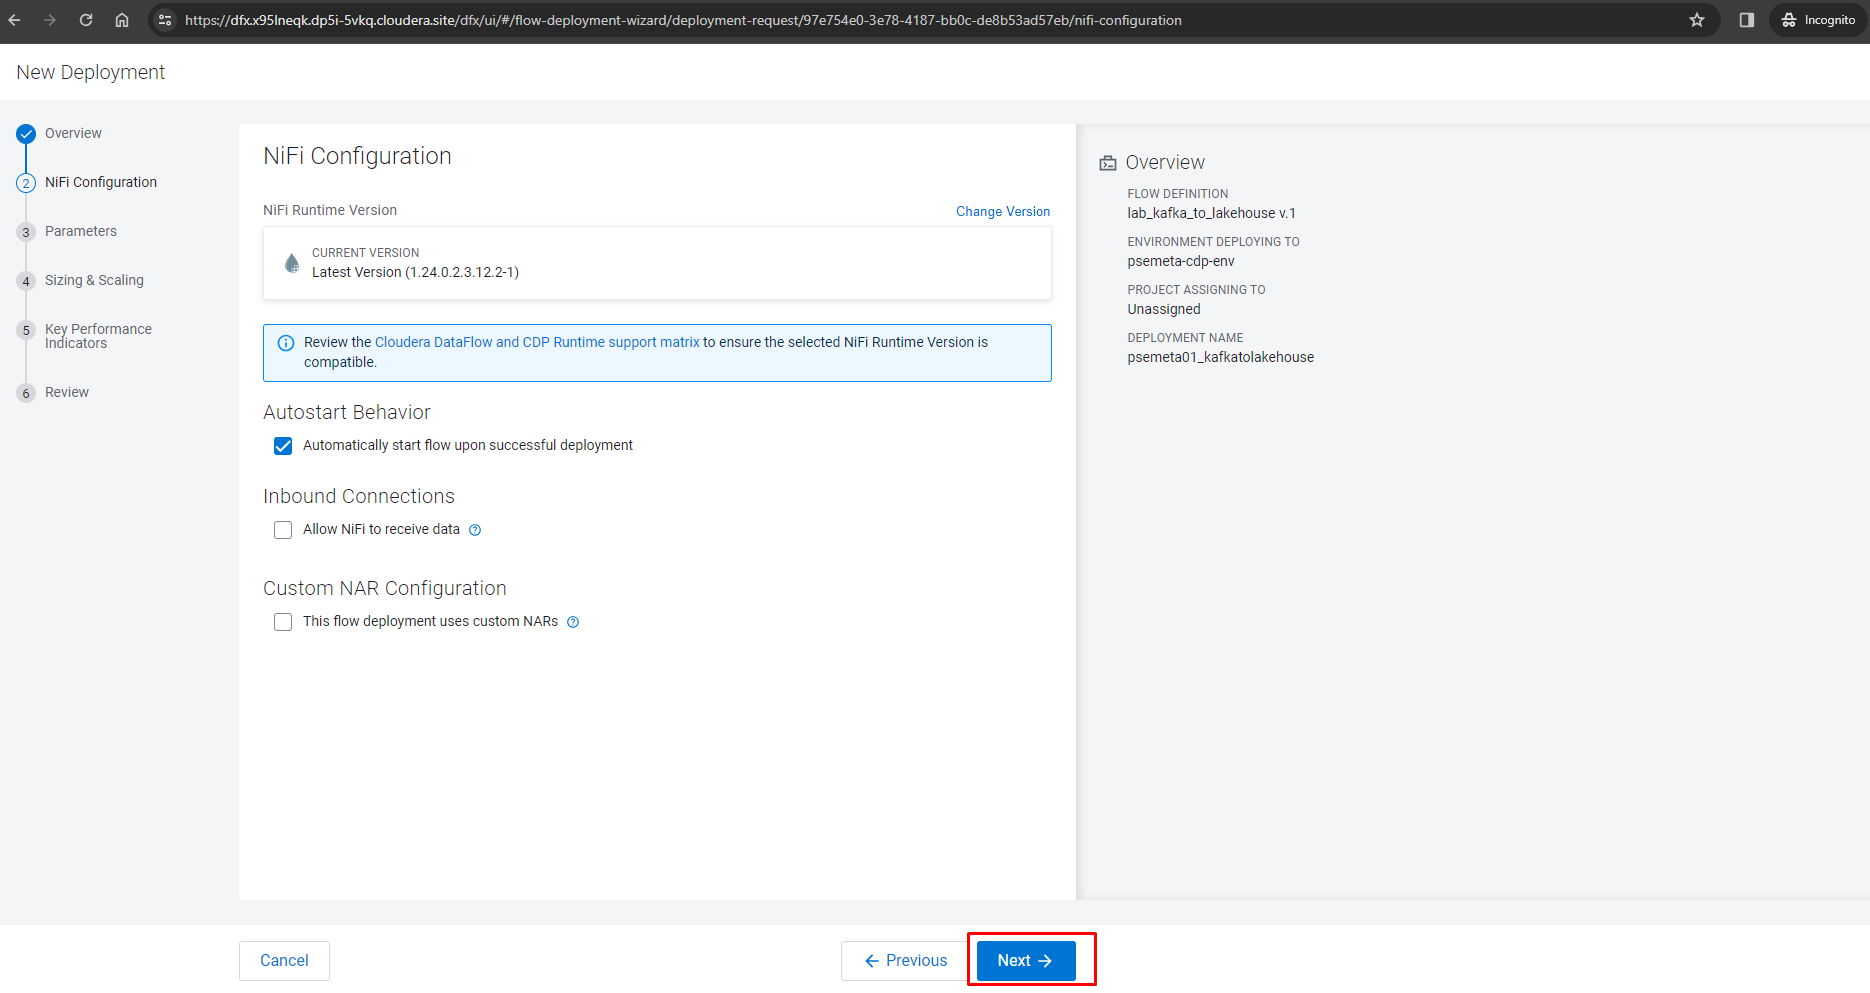 https://dfx.x95lneqk.dp5i-5vkq.cloudera.site/dfx/ui/#/flow-deployment-wizard/deployment-request/97e754e0-3e78-4187-bb0c-de8b53ad57eb/nifi-configuration
Incognito
New Deployment
Overview
2 NiFi Configuration
3 Parameters
4 Sizing & Scaling
5 Key Performance
Indicators
6 Review
NiFi Configuration
NiFi Runtime Version
Change Version
CURRENT VERSION
Latest Version (1.24.0.2.3.12.2-1)
Review the Cloudera DataFlow and CDP Runtime support matrix to ensure the selected NiFi Runtime Version is
compatible.
Autostart Behavior
Automatically start flow upon successful deployment
Inbound Connections
Allow NiFi to receive data
Custom NAR Configuration
This flow deployment uses custom NARs
Overview
FLOW DEFINITION
lab_kafka_to_lakehouse v.1
ENVIRONMENT DEPLOYING TO
psemeta-cdp-env
PROJECT ASSIGNING TO
Unassigned
DEPLOYMENT NAME
psemeta01_kafkatolakehouse
Cancel
Previous
Next